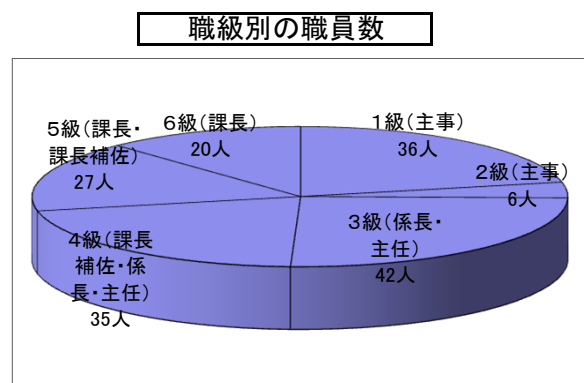 職級別の職員数
1級(主事)
36人
2級(主事)
6人
3級(係長・
主任)
42人
4級(課長
補佐・係
長・主任)
35人
5級(課長・
課長補佐)
27人
6級(課長)
20人